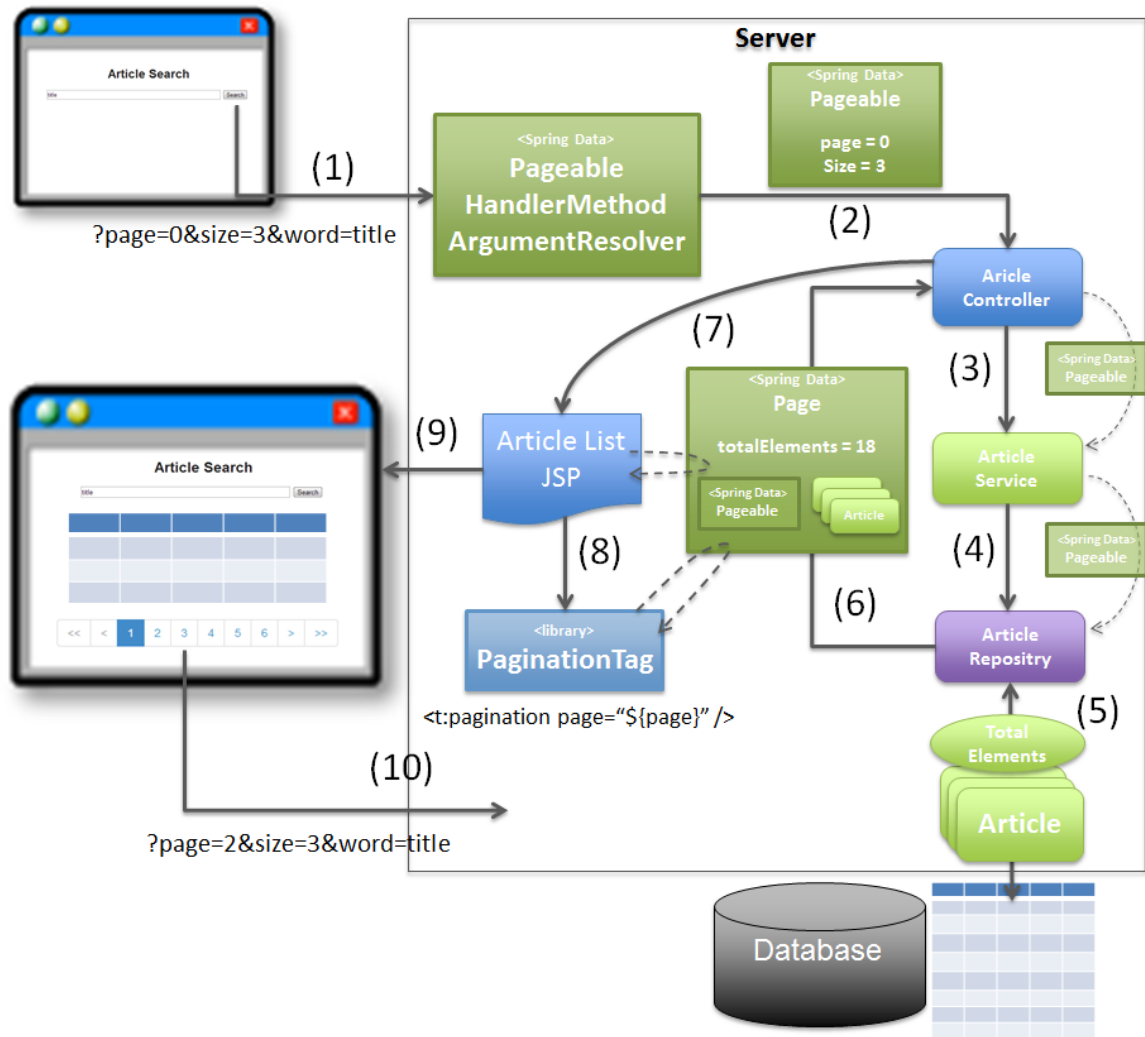 Server
Article Search
title
Search
(1)
?page=0&size=3&word=title
<Spring Data>
Pageable
HandlerMethod
ArgumentResolver
<Spring Data>
Pageable
page = 0
Size = 3
(2)
Aricle
Controller
(3)
<Spring Data>
Pageable
Article
Service
(4)
<Spring Data>
Pageable
Article
Repositry
(5)
Total
Elements
Article
Database
(6)
<Spring Data>
Page
totalElements = 18
<Spring Data>
Pageable
Article
(7)
Article List
JSP
(8)
<library>
PaginationTag
<t:pagination page=“${page}” />
(9)
Article Search
title
Search
<< < 1 2 3 4 5 6 > >>
(10)
?page=2&size=3&word=title